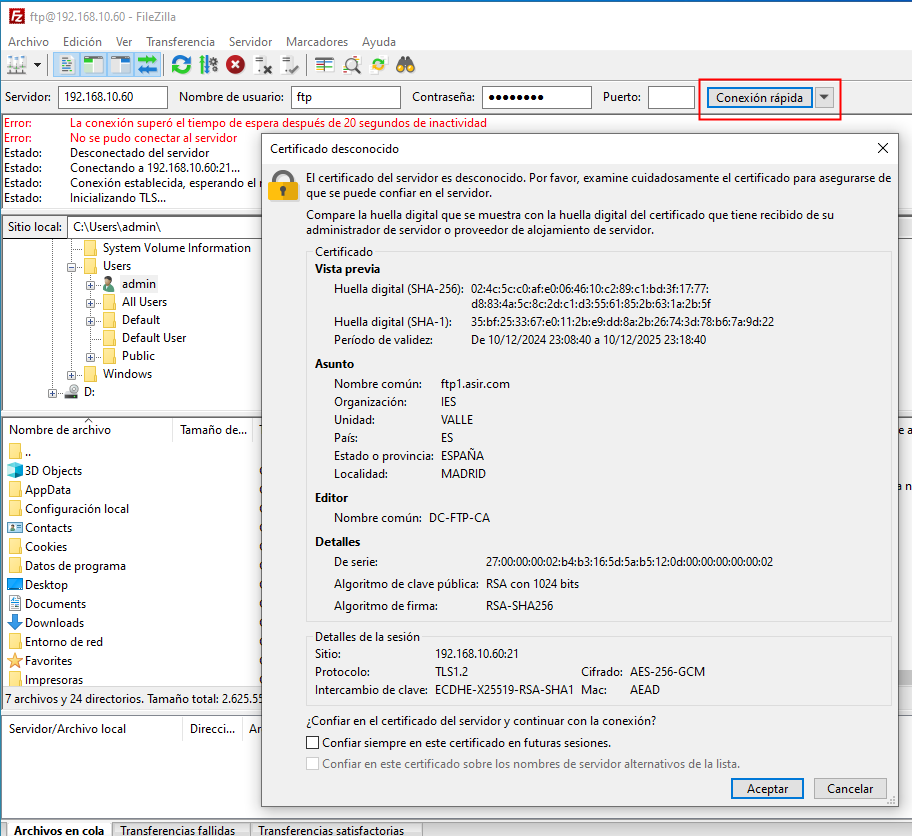 ftp@192.168.10.60 - FileZilla
Archivo Edición Ver Transferencia Servidor Marcadores Ayuda
Servidor: 192.168.10.60 Nombre de usuario: ftp Contraseña: ●●●●●●●● Puerto: Conexión rápida
Error: La conexión superó el tiempo de espera después de 20 segundos de inactividad
Error: No se pudo conectar al servidor
Estado: Desconectado del servidor
Estado: Conectando a 192.168.10.60:21...
Estado: Conexión establecida, esperando el
Estado: Inicializando TLS...
Sitio local: C:\Users\admin\
System Volume Information
Users
admin
All Users
Default
Default User
Public
Windows
D:
Nombre de archivo Tamaño de...
..
3D Objects
AppData
Configuración local
Contacts
Cookies
Datos de programa
Desktop
Documents
Downloads
Entorno de red
Favorites
Impresoras
7 archivos y 24 directorios. Tamaño total: 2.625.55
Servidor/Archivo local Direcci...
Archivos en cola Transferencias fallidas Transferencias satisfactorias
Certificado desconocido
El certificado del servidor es desconocido. Por favor, examine cuidadosamente el certificado para asegurarse de
que se puede confiar en el servidor.
Compare la huella digital que se muestra con la huella digital del certificado que tiene recibido de su
administrador de servidor o proveedor de alojamiento de servidor.
Certificado
Vista previa
Huella digital (SHA-256): 02:4c:5c:c0:af:e0:06:46:10:c2:89:c1:bd:3f:17:77:
d8:83:4a:5c:8c:2d:c1:d3:55:61:85:2b:63:1a:2b:5f
Huella digital (SHA-1): 35:bf:25:33:67:e0:11:2b:e9:dd:8a:2b:26:74:3d:78:b6:7a:9d:22
Período de validez: De 10/12/2024 23:08:40 a 10/12/2025 23:18:40
Asunto
Nombre común: ftp1.asir.com
Organización: IES
Unidad: VALLE
País: ES
Estado o provincia: ESPAÑA
Localidad: MADRID
Editor
Nombre común: DC-FTP-CA
Detalles
De serie: 27:00:00:00:02:b4:b3:16:5d:5a:b5:12:0d:00:00:00:00:00:02
Algoritmo de clave pública: RSA con 1024 bits
Algoritmo de firma: RSA-SHA256
Detalles de la sesión
Sitio: 192.168.10.60:21
Protocolo: TLS1.2 Cifrado: AES-256-GCM
Intercambio de clave: ECDHE-X25519-RSA-SHA1 Mac: AEAD
¿Confiar en el certificado del servidor y continuar con la conexión?
Confiar siempre en este certificado en futuras sesiones.
Confiar en este certificado sobre los nombres de servidor alternativos de la lista.
Aceptar Cancelar